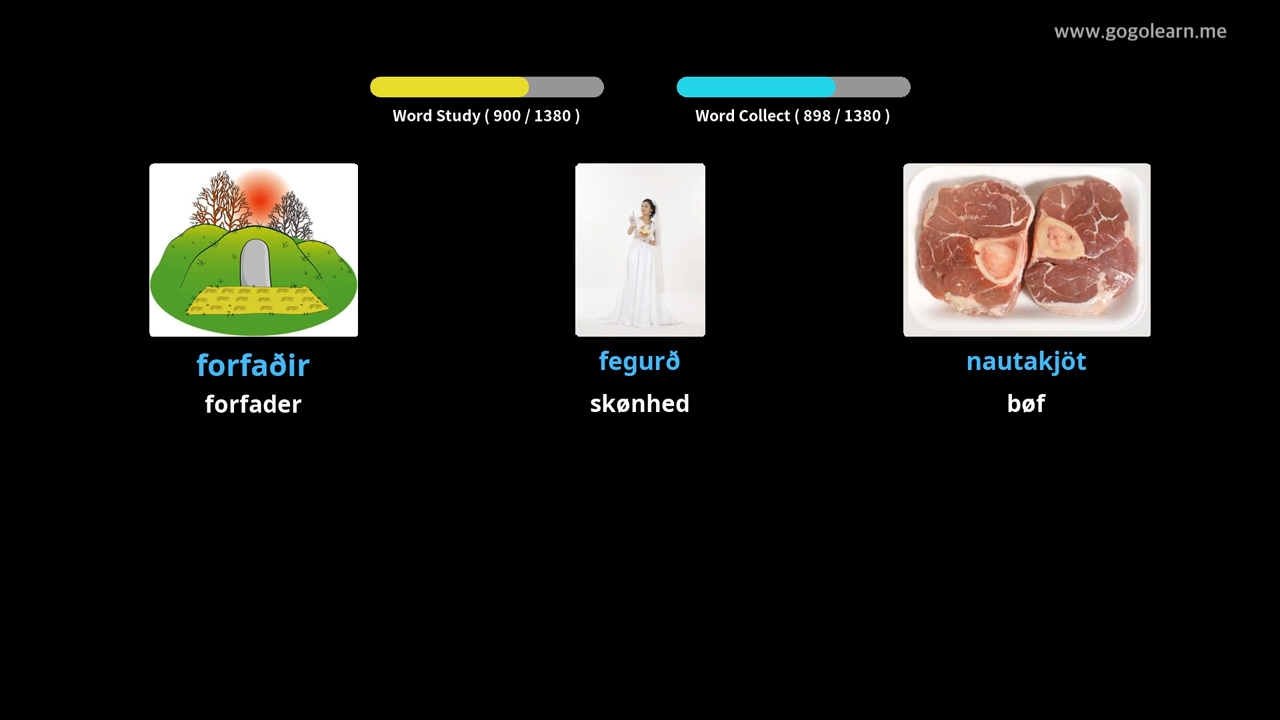 www.gogolearn.me
Word Study ( 900 / 1380 )
Word Collect ( 898 / 1380 )
forfaðir
forfader
fegurð
skønhed
nautakjöt
bøf